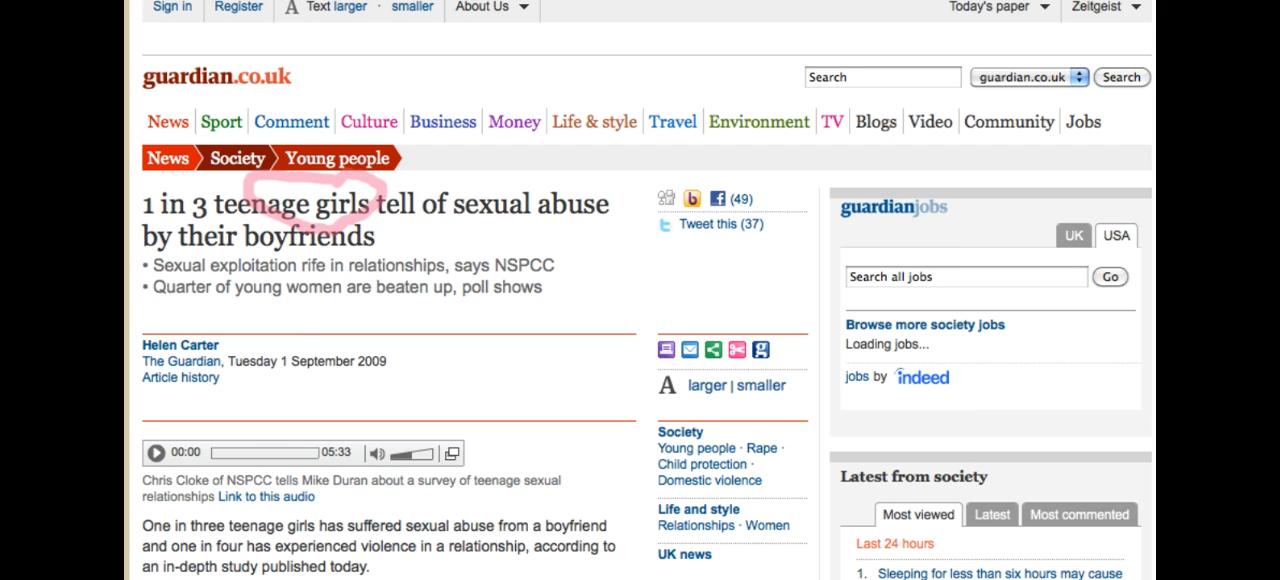 Sign in Register A Text larger · smaller About Us Today's paper Zeitgeist
guardian.co.uk Search guardian.co.uk Search
News Sport Comment Culture Business Money Life & style Travel Environment TV Blogs Video Community Jobs
News Society Young people
1 in 3 teenage girls tell of sexual abuse
by their boyfriends
• Sexual exploitation rife in relationships, says NSPCC
• Quarter of young women are beaten up, poll shows
b f (49)
t Tweet this (37)
Helen Carter
The Guardian, Tuesday 1 September 2009
Article history
g
A larger | smaller
00:00 05:33
Chris Cloke of NSPCC tells Mike Duran about a survey of teenage sexual
relationships Link to this audio
One in three teenage girls has suffered sexual abuse from a boyfriend
and one in four has experienced violence in a relationship, according to
an in-depth study published today.
Society
Young people · Rape ·
Child protection ·
Domestic violence
Life and style
Relationships · Women
UK news
guardianjobs
UK USA
Search all jobs Go
Browse more society jobs
Loading jobs...
jobs by indeed
Latest from society
Most viewed Latest Most commented
Last 24 hours
1. Sleeping for less than six hours may cause